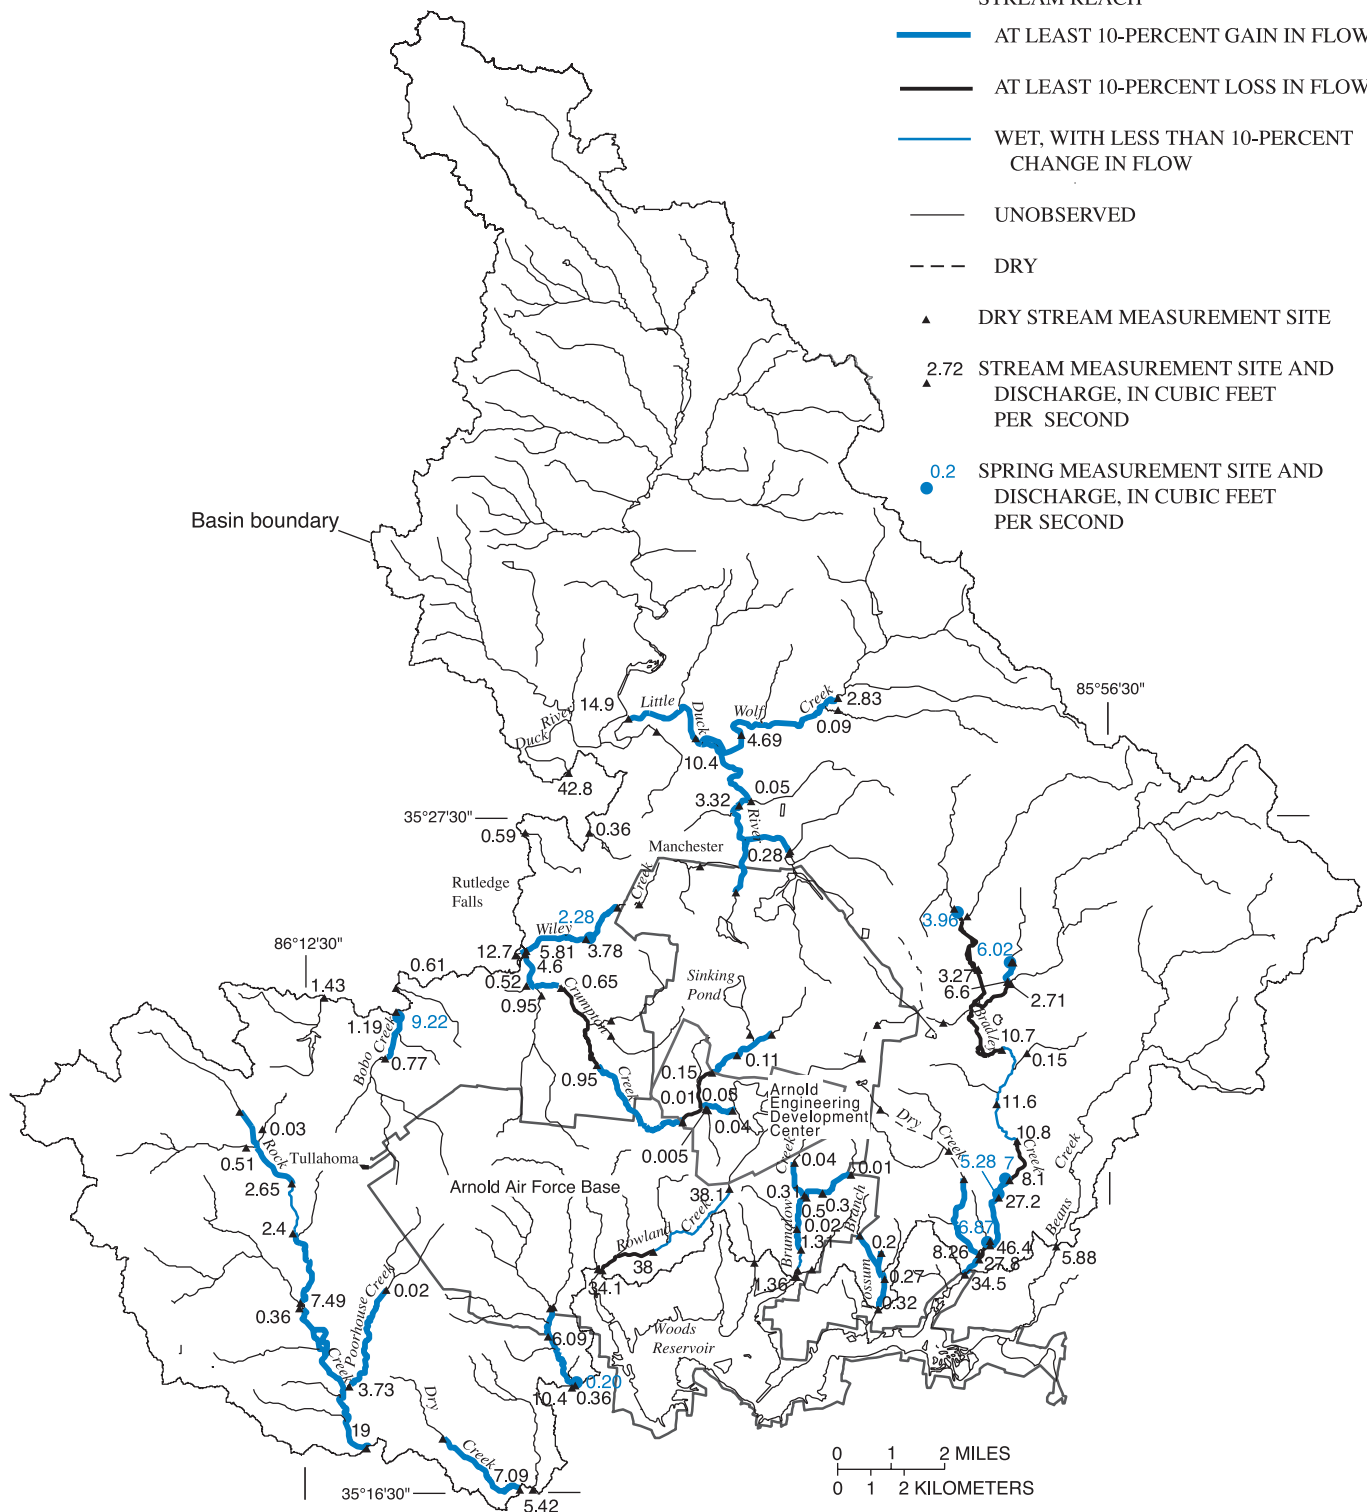 STREAM REACH
AT LEAST 10-PERCENT GAIN IN FLOW
AT LEAST 10-PERCENT LOSS IN FLOW
WET, WITH LESS THAN 10-PERCENT
CHANGE IN FLOW
UNOBSERVED
DRY
DRY STREAM MEASUREMENT SITE
2.72 STREAM MEASUREMENT SITE AND
DISCHARGE, IN CUBIC FEET
PER SECOND
0.2 SPRING MEASUREMENT SITE AND
DISCHARGE, IN CUBIC FEET
PER SECOND
Basin boundary
85°56'30"
Little
Duck
River
Wolf
Creek
2.83
0.09
14.9
Duck
River
4.69
10.4
42.8
0.05
3.32
35°27'30"
0.59
0.36
Manchester
0.28
Rutledge
Falls
Creek
Wiley
2.28
3.78
3.96
86°12'30"
12.7
5.81
4.6
6.02
0.61
0.52
0.65
Sinking
Pond
3.27
6.6
2.71
1.43
0.95
Crumpton
Creek
Bradley
Creek
1.19
9.22
Bobo Creek
0.77
10.7
0.15
0.11
0.95
0.15
0.01
0.05
0.04
Arnold
Engineering
Development
Center
11.6
Dry
Creek
0.03
0.51
Rock
Creek
Tullahoma
0.005
10.8
Creek
Beans
5.28
7
8.1
2.65
Arnold Air Force Base
38.1
0.04
0.01
0.31
0.3
0.5
0.02
27.2
2.4
Rowland
Creek
Brumalow
Creek
1.31
Branch
Possum
0.2
6.87
46.4
8.26
27.8
5.88
38
34.1
1.36
0.27
34.5
0.02
0.32
7.49
0.36
Poorhouse Creek
6.09
Woods
Reservoir
3.73
0.20
10.4
0.36
Dry
Creek
19
0 1 2 MILES
0 1 2 KILOMETERS
7.09
35°16'30"
5.42